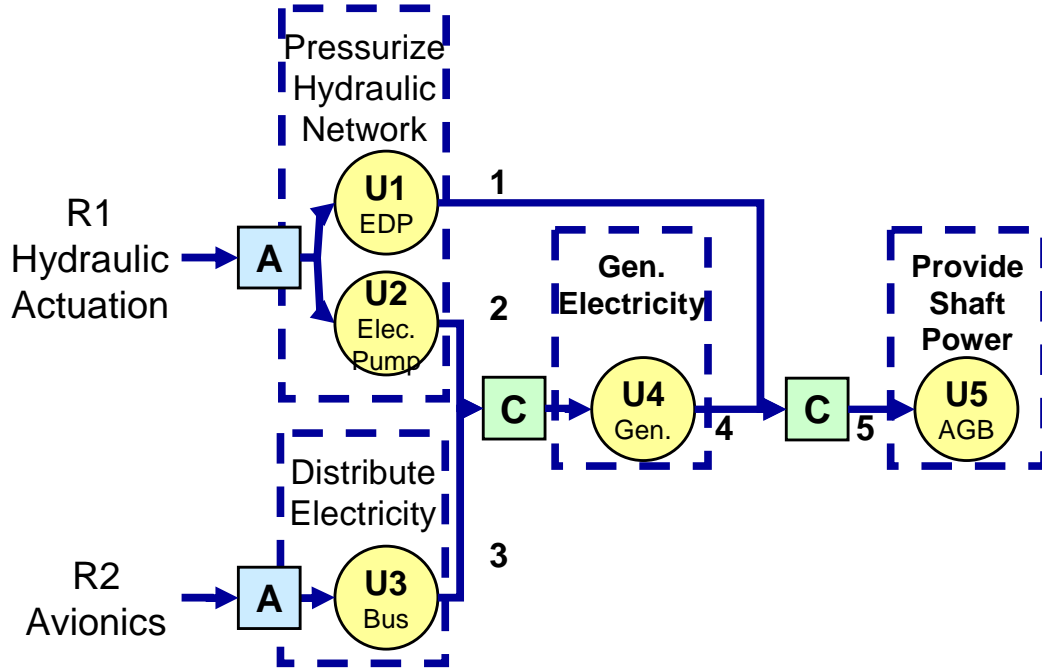 Pressurize
Hydraulic
Network
U1
EDP
1
R1
Hydraulic
Actuation
A
U2
Elec.
Pump
2
Gen.
Electricity
Provide
Shaft
Power
C
U4
Gen.
4
C
5
U5
AGB
Distribute
Electricity
3
R2
Avionics
A
U3
Bus